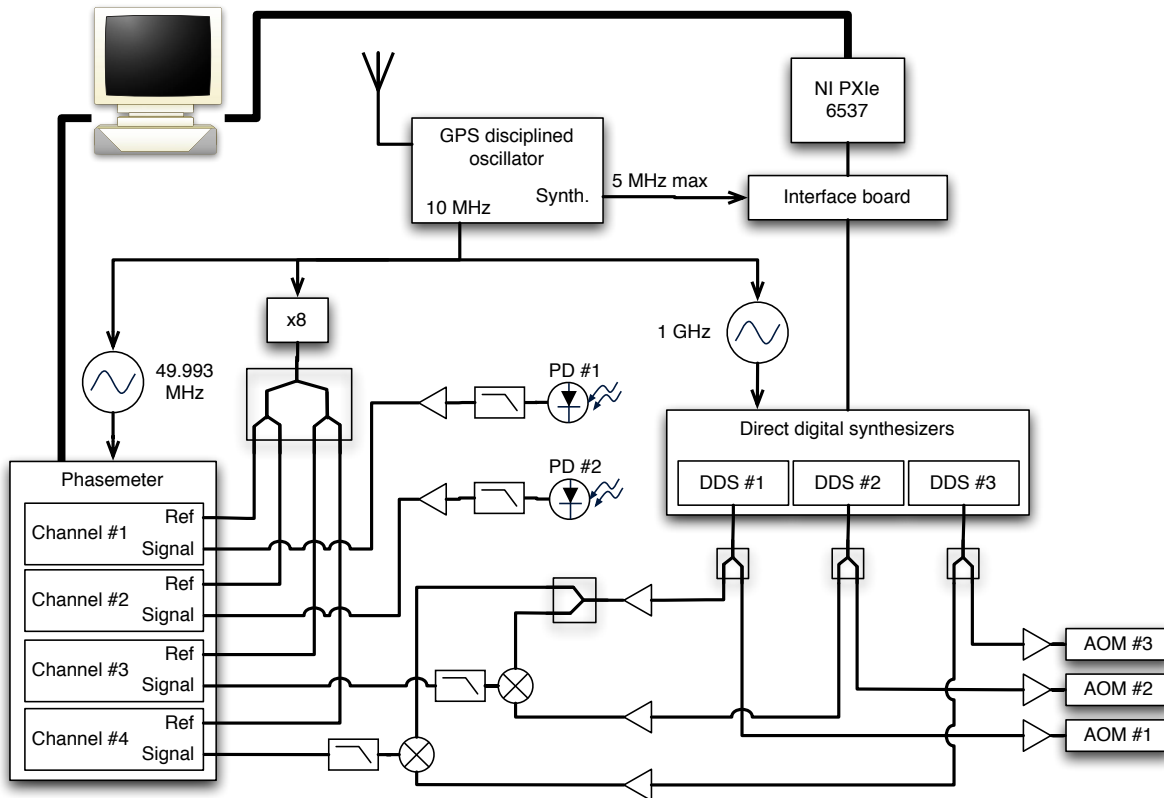 NI PXIe
6537
GPS disciplined
oscillator
Synth.
10 MHz
5 MHz max
Interface board
x8
49.993
MHz
1 GHz
PD #1
PD #2
Direct digital synthesizers
DDS #1
DDS #2
DDS #3
Phasemeter
Channel #1
Ref
Signal
Channel #2
Ref
Signal
Channel #3
Ref
Signal
Channel #4
Ref
Signal
AOM #3
AOM #2
AOM #1